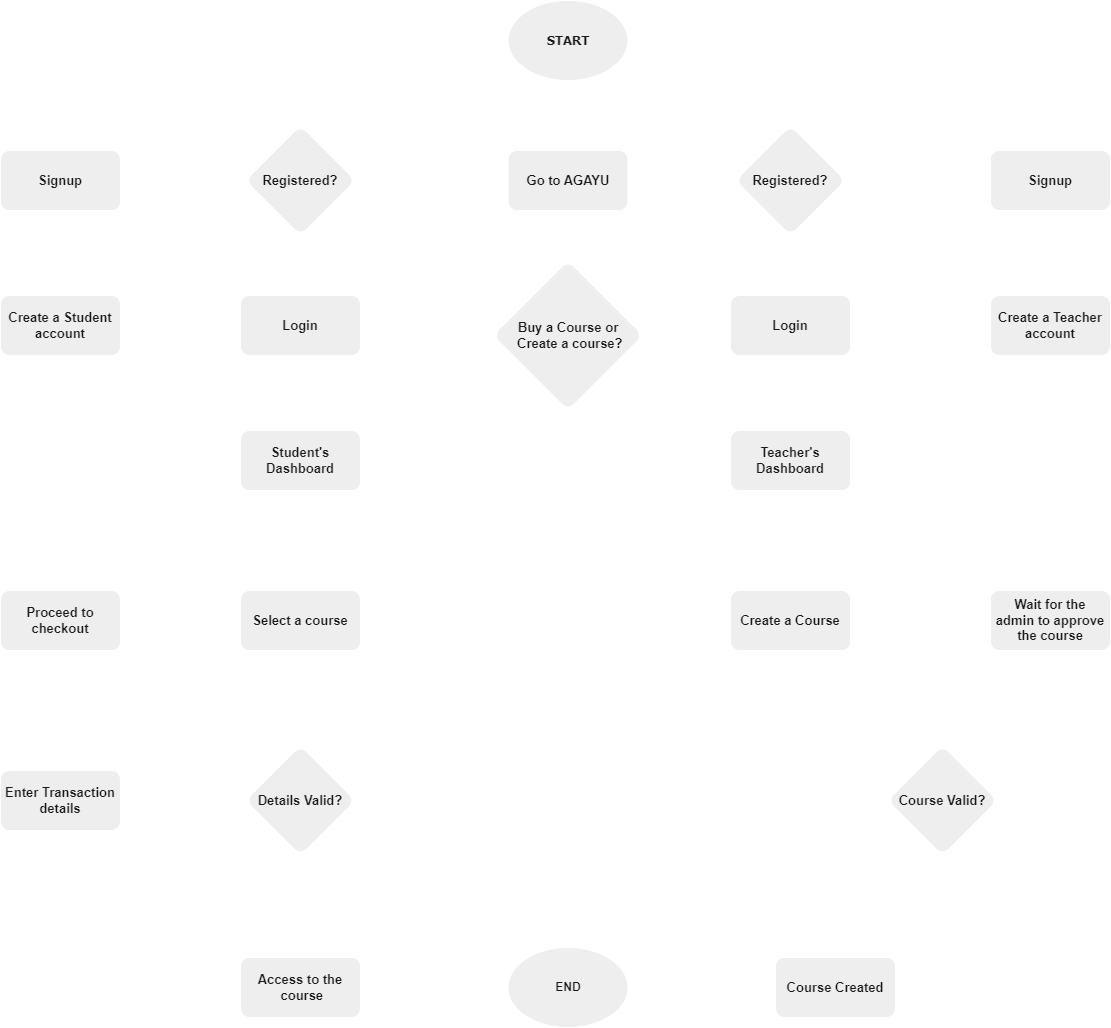 START
Signup
Registered?
Go to AGAYU
Registered?
Signup
Create a Student
account
Login
Buy a Course or
Create a course?
Login
Create a Teacher
account
Student's
Dashboard
Teacher's
Dashboard
Proceed to
checkout
Select a course
Create a Course
Wait for the
admin to approve
the course
Enter Transaction
details
Details Valid?
Course Valid?
Access to the
course
END
Course Created